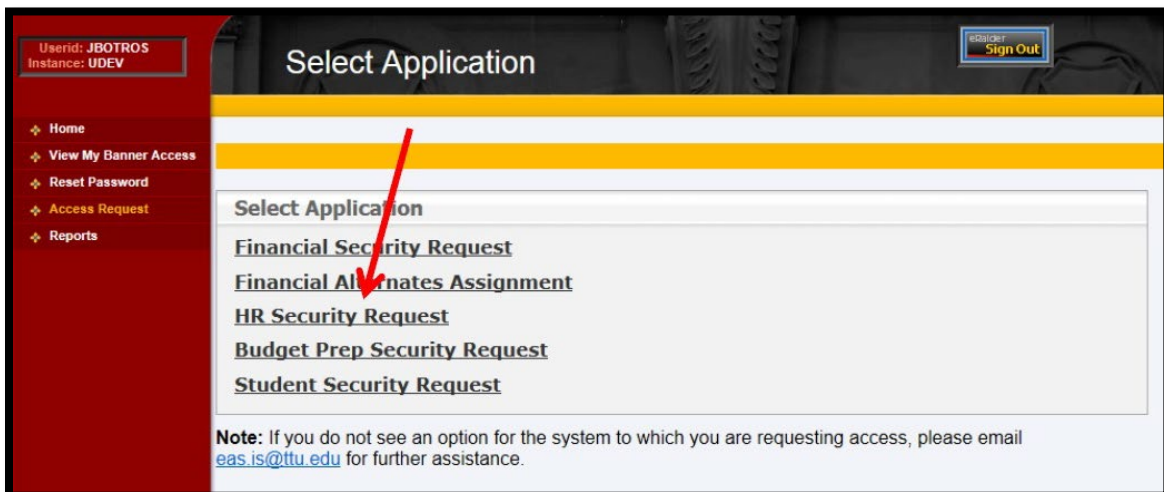 Userid: JBOTROS
Instance: UDEV
Select Application
eRaider
Sign Out
Home
View My Banner Access
Reset Password
Access Request
Reports
Select Application
Financial Security Request
Financial Alternates Assignment
HR Security Request
Budget Prep Security Request
Student Security Request
Note: If you do not see an option for the system to which you are requesting access, please email
eas.is@ttu.edu for further assistance.